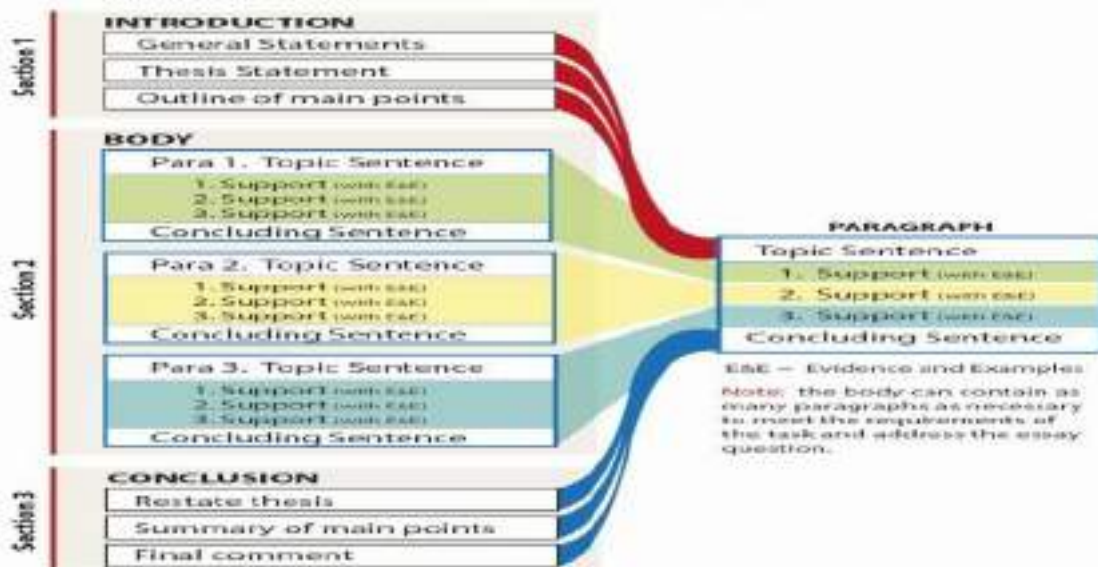 Section 1
INTRODUCTION
General Statements
Thesis Statement
Outline of main points
Section 2
BODY
Para 1. Topic Sentence
1. Support (with E&E)
2. Support (with E&E)
3. Support (with E&E)
Concluding Sentence
Para 2. Topic Sentence
1. Support (with E&E)
2. Support (with E&E)
3. Support (with E&E)
Concluding Sentence
Para 3. Topic Sentence
1. Support (with E&E)
2. Support (with E&E)
3. Support (with E&E)
Concluding Sentence
Section 3
CONCLUSION
Restate thesis
Summary of main points
Final comment
PARAGRAPH
Topic Sentence
1. Support (with E&E)
2. Support (with E&E)
3. Support (with E&E)
Concluding Sentence
E&E – Evidence and Examples
Note: the body can contain as
many paragraphs as necessary
to meet the requirements of
the task and address the essay
question.